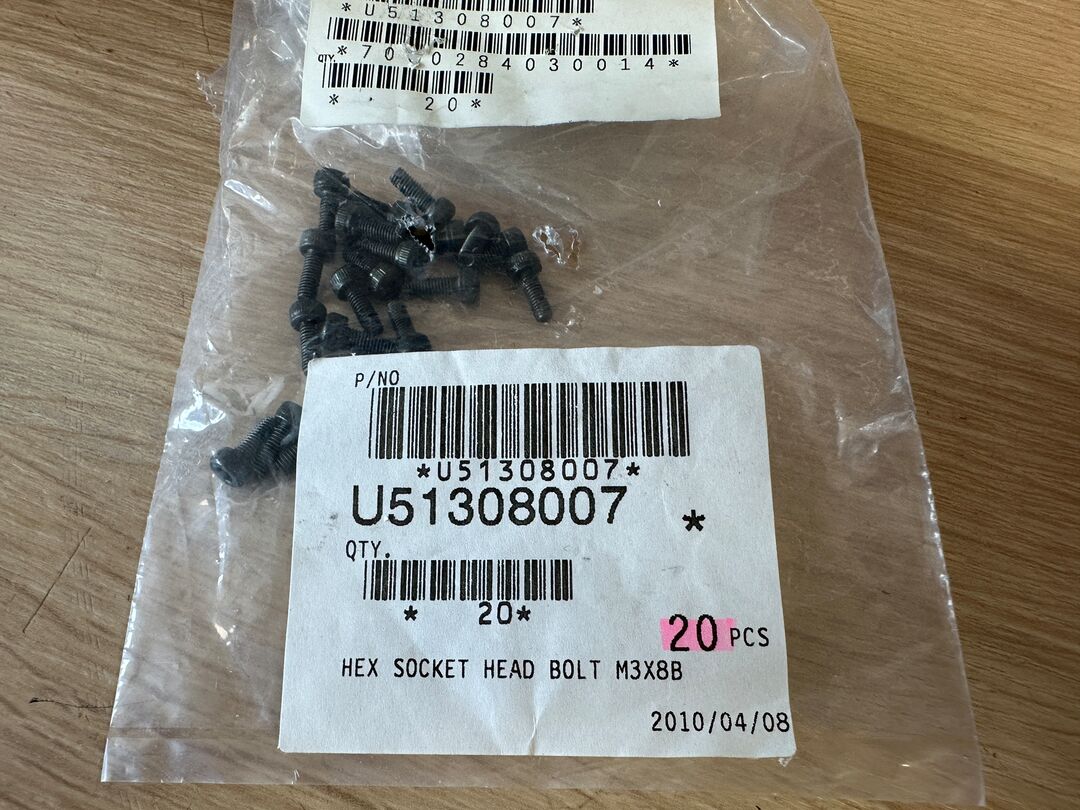 *U51308007*
QTY.
* 20*
P/NO
*U51308007*
U51308007 *
QTY.
* 20*
20 PCS
HEX SOCKET HEAD BOLT M3X8B
2010/04/08